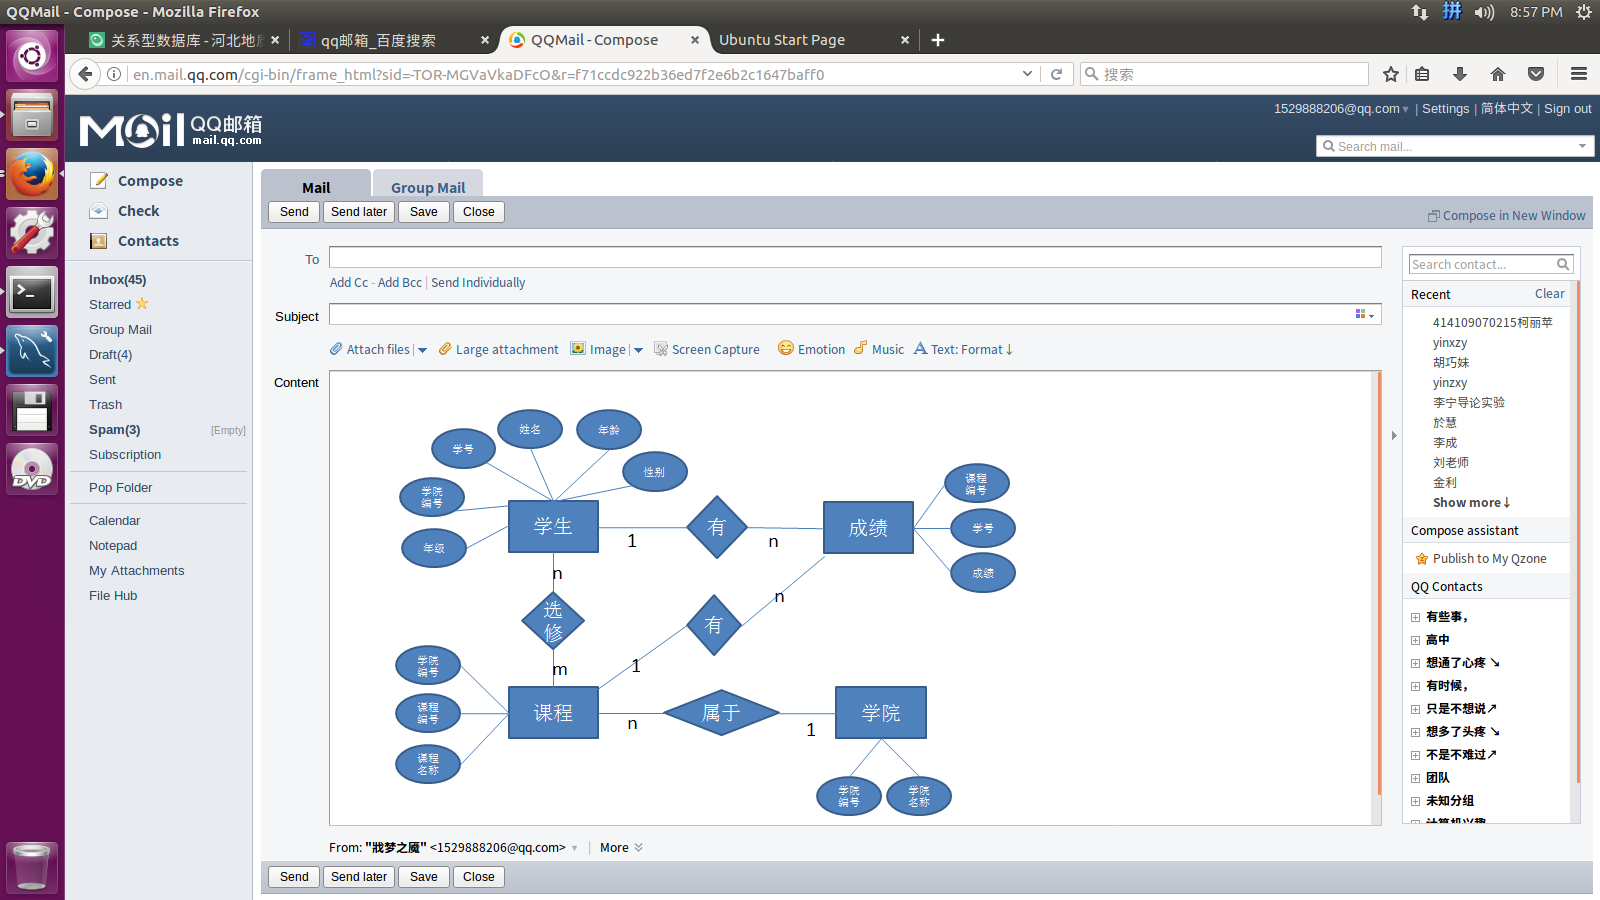 QQMail - Compose - Mozilla Firefox
拼
8:57 PM
关系型数据库 - 河北地质
qq邮箱_百度搜索
QQMail - Compose
Ubuntu Start Page
en.mail.qq.com/cgi-bin/frame_html?sid=-TOR-MGVaVkaDFcO&r=f71ccdc922b36ed7f2e6b2c1647baff0
搜索
Mail QQ邮箱
mail.qq.com
1529888206@qq.com | Settings | 简体中文 | Sign out
Search mail...
Compose
Check
Contacts
Inbox(45)
Starred
Group Mail
Draft(4)
Sent
Trash
Spam(3) [Empty]
Subscription
Pop Folder
Calendar
Notepad
My Attachments
File Hub
DVD
Mail
Group Mail
Send
Send later
Save
Close
Compose in New Window
To
Add Cc - Add Bcc | Send Individually
Subject
Attach files
Large attachment
Image
Screen Capture
Emotion
Music
Text: Format↓
Content
学号
姓名
年龄
性别
学院
编号
年级
学生
1
有
n
成绩
课程
编号
学号
成绩
n
选
修
m
有
n
1
学院
编号
课程
编号
课程
名称
课程
n
属于
1
学院
学院
编号
学院
名称
From: "戕梦之魇" <1529888206@qq.com>
More
Send
Send later
Save
Close
Search contact...
Recent
Clear
414109070215柯丽苹
yinxzy
胡巧妹
yinzxy
李宁导论实验
於慧
李成
刘老师
金利
Show more↓
Compose assistant
Publish to My Qzone
QQ Contacts
有些事，
高中
想通了心疼↘
有时候，
只是不想说↗
想多了头疼↘
不是不难过↗
团队
未知分组